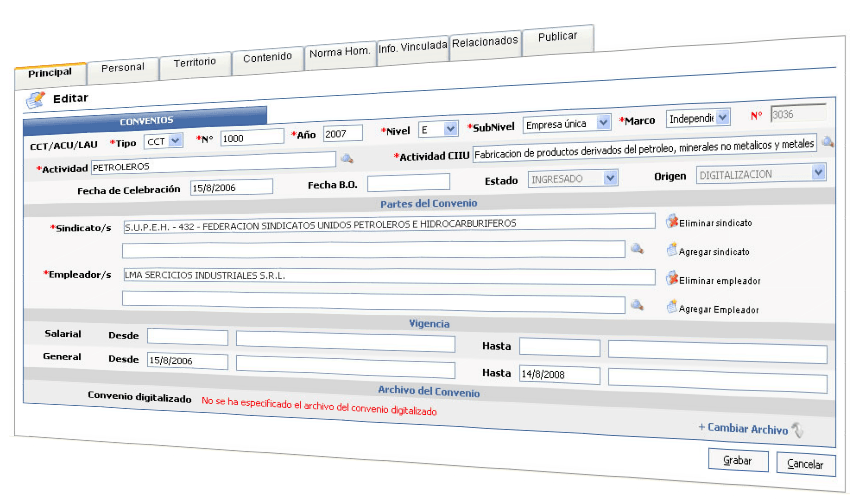 Principal Personal Territorio Contenido Norma Hom. Info. Vinculada Relacionados Publicar
Editar
CONVENIOS
CCT/ACU/LAU *Tipo CCT *Nº 1000 *Año 2007 *Nivel E *SubNivel Empresa única *Marco Independie Nº 3036
*Actividad PETROLEROS *Actividad CIIU Fabricacion de productos derivados del petroleo, minerales no metalicos y metales
Fecha de Celebración 15/8/2006 Fecha B.O. Estado INGRESADO Origen DIGITALIZACION
Partes del Convenio
*Sindicato/s S.U.P.E.H. - 432 - FEDERACION SINDICATOS UNIDOS PETROLEROS E HIDROCARBURIFEROS Eliminar sindicato
Agregar sindicato
*Empleador/s LMA SERCICIOS INDUSTRIALES S.R.L. Eliminar empleador
Agregar Empleador
Vigencia
Salarial Desde Hasta
General Desde 15/8/2006 Hasta 14/8/2008
Archivo del Convenio
Convenio digitalizado No se ha especificado el archivo del convenio digitalizado
+ Cambiar Archivo
Grabar Cancelar